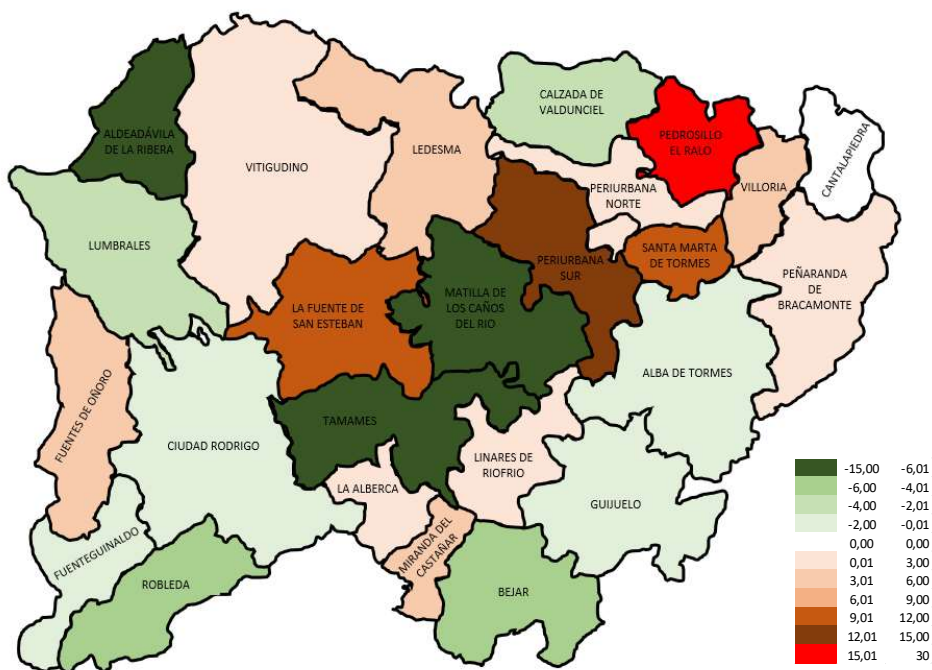 CALZADA DE
VALDUNCIEL
ALDEADÁVILA
DE LA RIBERA
PEDROSILLO
EL RALO
CANTALAPIEDRA
LEDESMA
VITIGUDINO
PERIURBANA
NORTE
VILLORIA
LUMBRALES
SANTA MARTA
DE TORMES
PERIURBANA
SUR
PEÑARANDA
DE
BRACAMONTE
MATILLA DE
LOS CAÑOS
DEL RIO
LA FUENTE DE
SAN ESTEBAN
ALBA DE TORMES
FUENTES DE OÑORO
TAMAMES
CIUDAD RODRIGO
LINARES DE
RIOFRIO
LA ALBERCA
GUIJUELO
MIRANDA DEL
CASTAÑAR
FUENTEGUINALDO
ROBLEDA
BEJAR
-15,00 -6,01
-6,00 -4,01
-4,00 -2,01
-2,00 -0,01
0,00 0,00
0,01 3,00
3,01 6,00
6,01 9,00
9,01 12,00
12,01 15,00
15,01 30